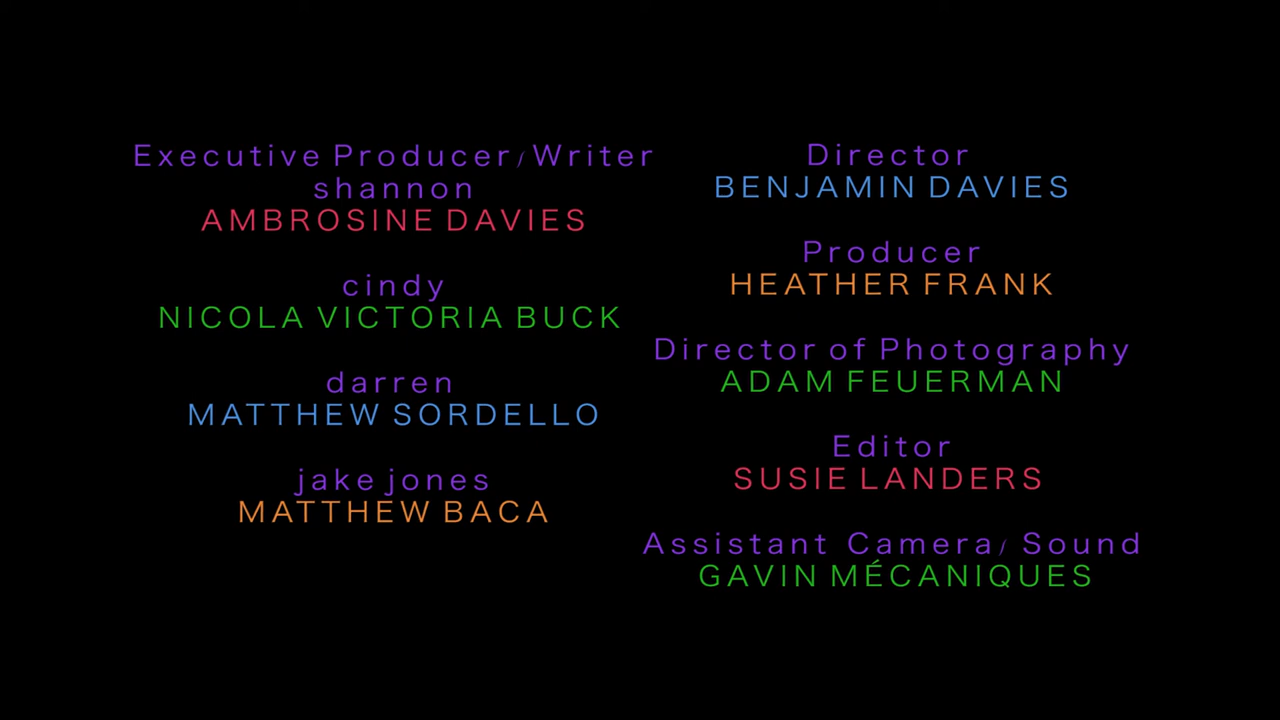 Executive Producer/Writer
shannon
AMBROSINE DAVIES
cindy
NICOLA VICTORIA BUCK
darren
MATTHEW SORDELLO
jake jones
MATTHEW BACA
Director
BENJAMIN DAVIES
Producer
HEATHER FRANK
Director of Photography
ADAM FEUERMAN
Editor
SUSIE LANDERS
Assistant Camera/ Sound
GAVIN MÉCANIQUES